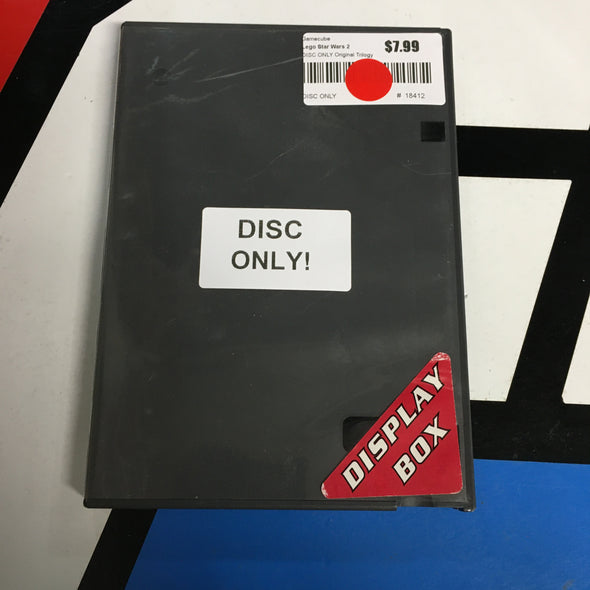 Gamecube
Lego Star Wars 2
$7.99
DISC ONLY Original Trilogy
DISC ONLY
# 18412
DISC
ONLY!
DISPLAY
BOX